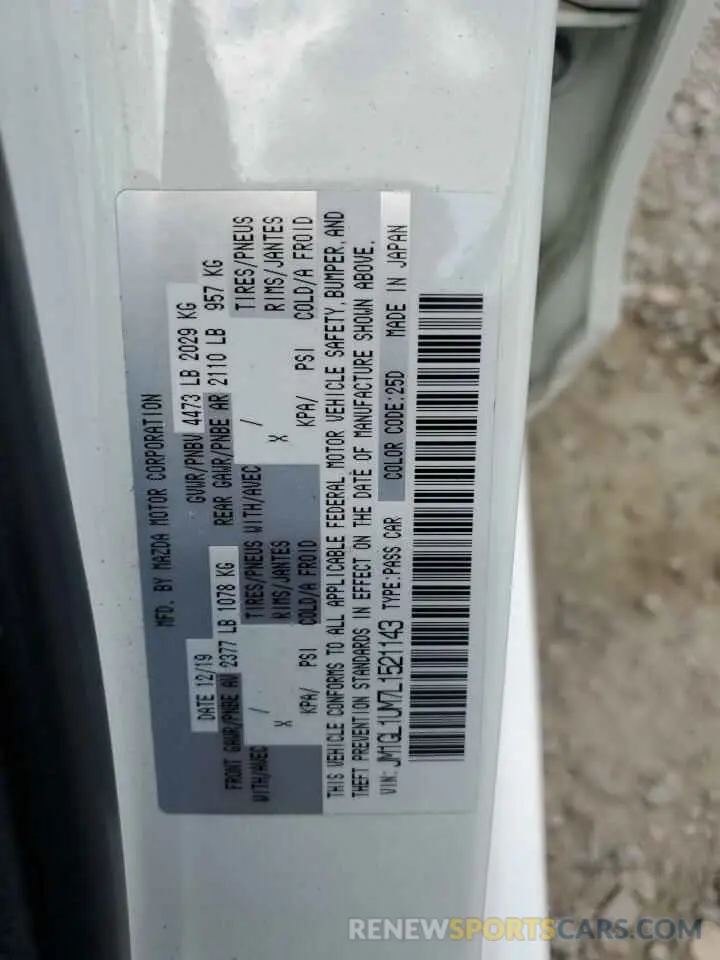 MFD. BY MAZDA MOTOR CORPORATION
DATE 12/19
GVWR/PNBV 4473 LB 2029 KG
FRONT GAWR/PNBE AV 2377 LB 1078 KG
REAR GAWR/PNBE AR 2110 LB 957 KG
WITH/AVEC / TIRES/PNEUS WITH/AVEC / TIRES/PNEUS
X RIMS/JANTES X RIMS/JANTES
KPA/ PSI COLD/A FROID KPA/ PSI COLD/A FROID
THIS VEHICLE CONFORMS TO ALL APPLICABLE FEDERAL MOTOR VEHICLE SAFETY, BUMPER, AND
THEFT PREVENTION STANDARDS IN EFFECT ON THE DATE OF MANUFACTURE SHOWN ABOVE.
VIN: JM1GL1UM7L1521143 TYPE:PASS CAR COLOR CODE:25D MADE IN JAPAN
RENEWSPORTSCARS.COM